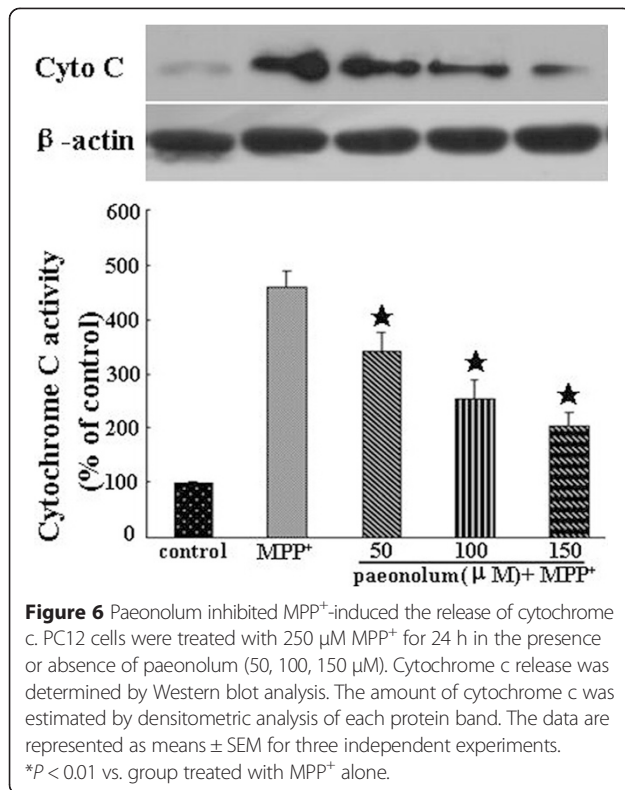 Cyto C
β-actin
600
500
400
300
200
100
0
Cytochrome C activity
(% of control)
★
★
★
control
MPP⁺
50
100
150
paeonolum(μ M)+ MPP⁺
Figure 6 Paeonolum inhibited MPP⁺-induced the release of cytochrome
c. PC12 cells were treated with 250 μM MPP⁺ for 24 h in the presence
or absence of paeonolum (50, 100, 150 μM). Cytochrome c release was
determined by Western blot analysis. The amount of cytochrome c was
estimated by densitometric analysis of each protein band. The data are
represented as means ± SEM for three independent experiments.
*P < 0.01 vs. group treated with MPP⁺ alone.